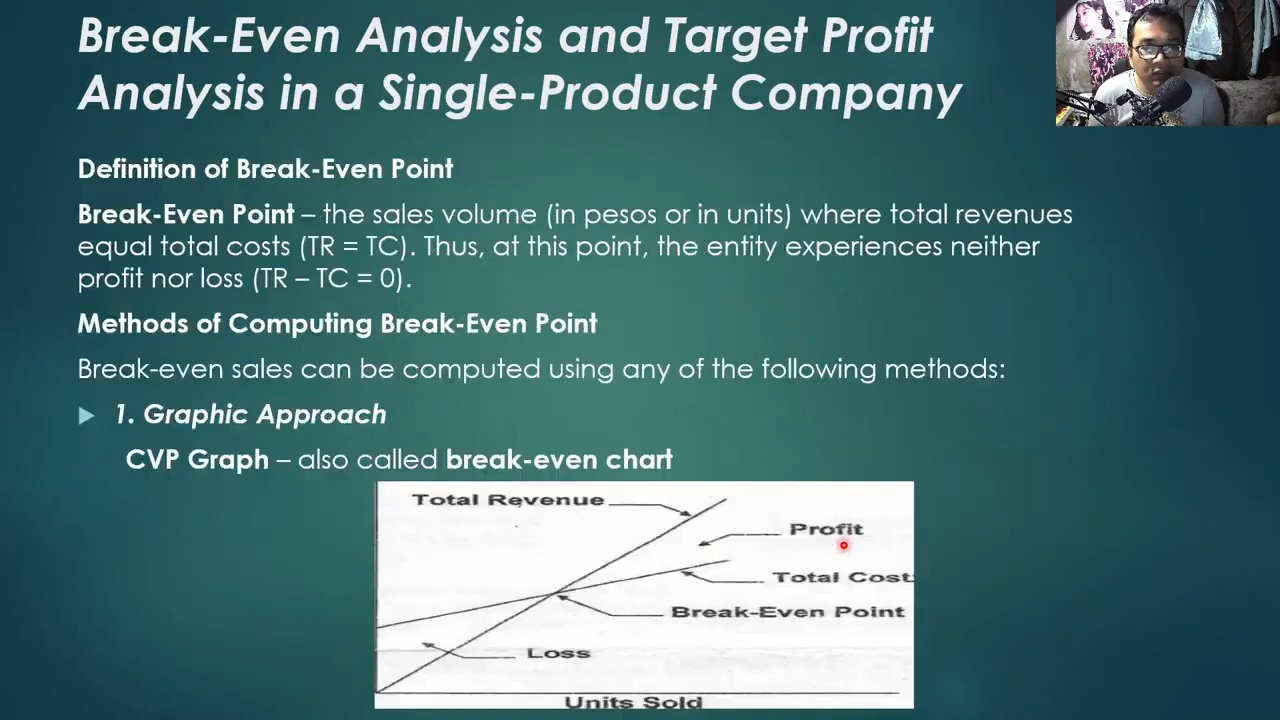 Break-Even Analysis and Target Profit
Analysis in a Single-Product Company
Definition of Break-Even Point
Break-Even Point – the sales volume (in pesos or in units) where total revenues
equal total costs (TR = TC). Thus, at this point, the entity experiences neither
profit nor loss (TR – TC = 0).
Methods of Computing Break-Even Point
Break-even sales can be computed using any of the following methods:
1. Graphic Approach
CVP Graph – also called break-even chart
Total Revenue
Profit
Total Cost
Break-Even Point
Loss
Units Sold